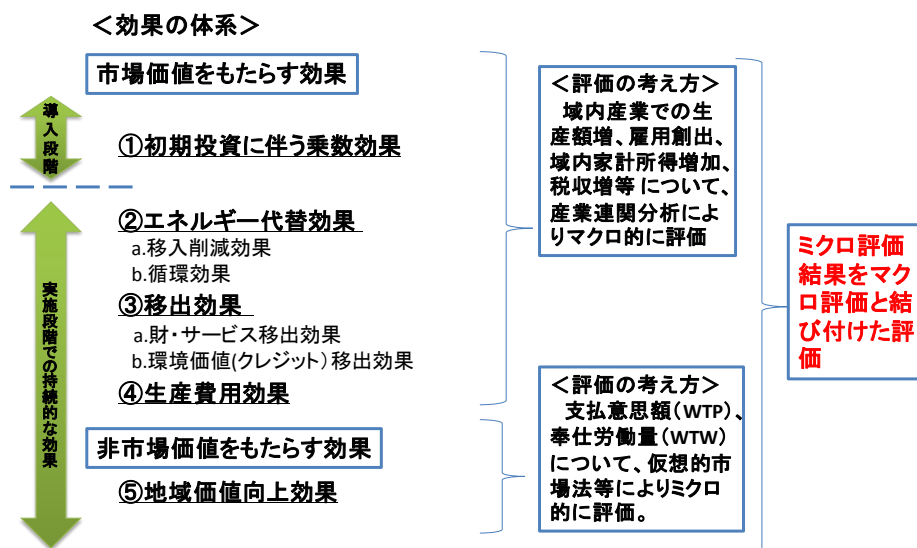 ＜効果の体系＞
市場価値をもたらす効果
導入段階
①初期投資に伴う乗数効果
②エネルギー代替効果
a.移入削減効果
b.循環効果
③移出効果
a.財・サービス移出効果
b.環境価値(クレジット）移出効果
④生産費用効果
非市場価値をもたらす効果
⑤地域価値向上効果
実施段階での持続的な効果
＜評価の考え方＞
域内産業での生
産額増、雇用創出、
域内家計所得増加、
税収増等 について、
産業連関分析によ
りマクロ的に評価
＜評価の考え方＞
支払意思額（WTP）、
奉仕労働量（WTW）
について、仮想的市
場法等によりミクロ
的に評価。
ミクロ評価
結果をマク
ロ評価と結
び付けた評
価